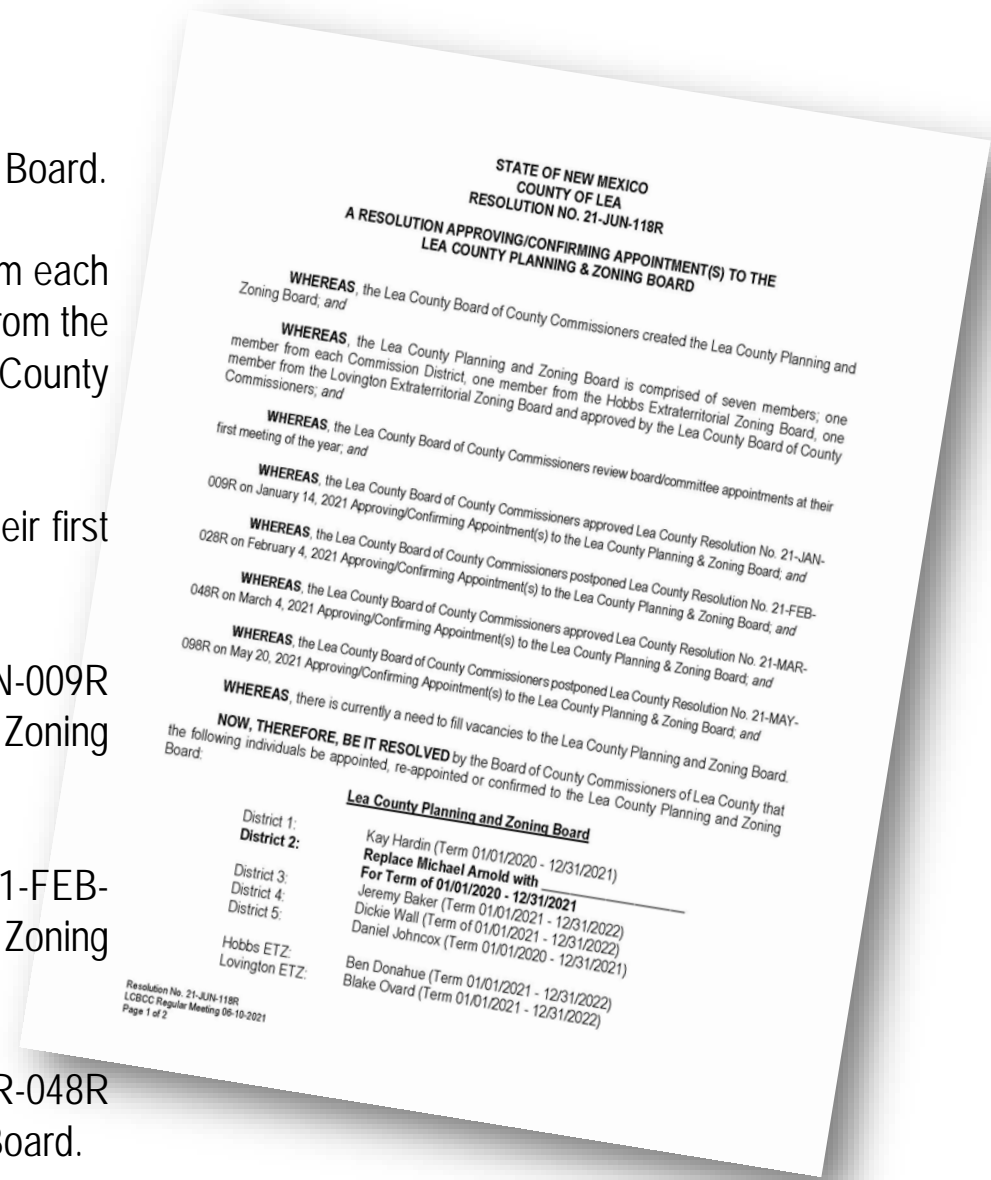 Board.
m each
rom the
County
eir first
N-009R
Zoning
1-FEB-
Zoning
R-048R
Board.
STATE OF NEW MEXICO
COUNTY OF LEA
RESOLUTION NO. 21-JUN-118R
A RESOLUTION APPROVING/CONFIRMING APPOINTMENT(S) TO THE
LEA COUNTY PLANNING & ZONING BOARD
WHEREAS, the Lea County Board of County Commissioners created the Lea County Planning and
Zoning Board; and
WHEREAS, the Lea County Planning and Zoning Board is comprised of seven members; one
member from each Commission District, one member from the Hobbs Extraterritorial Zoning Board, one
member from the Lovington Extraterritorial Zoning Board and approved by the Lea County Board of County
Commissioners; and
WHEREAS, the Lea County Board of County Commissioners review board/committee appointments at their
first meeting of the year; and
WHEREAS, the Lea County Board of County Commissioners approved Lea County Resolution No. 21-JAN-
009R on January 14, 2021 Approving/Confirming Appointment(s) to the Lea County Planning & Zoning Board; and
WHEREAS, the Lea County Board of County Commissioners postponed Lea County Resolution No. 21-FEB-
028R on February 4, 2021 Approving/Confirming Appointment(s) to the Lea County Planning & Zoning Board; and
WHEREAS, the Lea County Board of County Commissioners approved Lea County Resolution No. 21-MAR-
048R on March 4, 2021 Approving/Confirming Appointment(s) to the Lea County Planning & Zoning Board; and
WHEREAS, the Lea County Board of County Commissioners postponed Lea County Resolution No. 21-MAY-
098R on May 20, 2021 Approving/Confirming Appointment(s) to the Lea County Planning & Zoning Board; and
WHEREAS, there is currently a need to fill vacancies to the Lea County Planning and Zoning Board.
NOW, THEREFORE, BE IT RESOLVED by the Board of County Commissioners of Lea County that
the following individuals be appointed, re-appointed or confirmed to the Lea County Planning and Zoning
Board:
Lea County Planning and Zoning Board
District 1: Kay Hardin (Term 01/01/2020 - 12/31/2021)
District 2: Replace Michael Arnold with ____________________
For Term of 01/01/2020 - 12/31/2021
District 3: Jeremy Baker (Term 01/01/2021 - 12/31/2022)
District 4: Dickie Wall (Term of 01/01/2021 - 12/31/2022)
District 5: Daniel Johncox (Term 01/01/2020 - 12/31/2021)
Hobbs ETZ: Ben Donahue (Term 01/01/2021 - 12/31/2022)
Lovington ETZ: Blake Ovard (Term 01/01/2021 - 12/31/2022)
Resolution No. 21-JUN-118R
LCBCC Regular Meeting 06-10-2021
Page 1 of 2